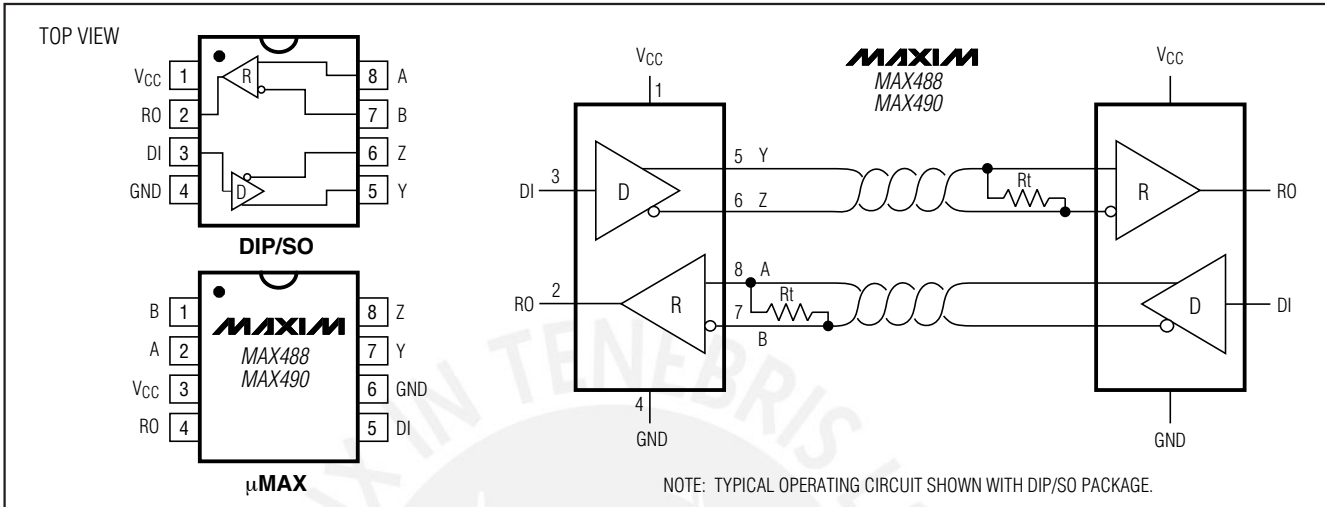 TOP VIEW
VCC 1
RO 2
DI 3
GND 4
8 A
7 B
6 Z
5 Y
R
D
DIP/SO
B 1
A 2
VCC 3
RO 4
8 Z
7 Y
6 GND
5 DI
MAXIM
MAX488
MAX490
µMAX
VCC
1
MAXIM
MAX488
MAX490
VCC
DI 3
D
5 Y
6 Z
Rt
R
RO
RO 2
R
8 A
7
B
Rt
D
DI
4
GND
GND
NOTE: TYPICAL OPERATING CIRCUIT SHOWN WITH DIP/SO PACKAGE.